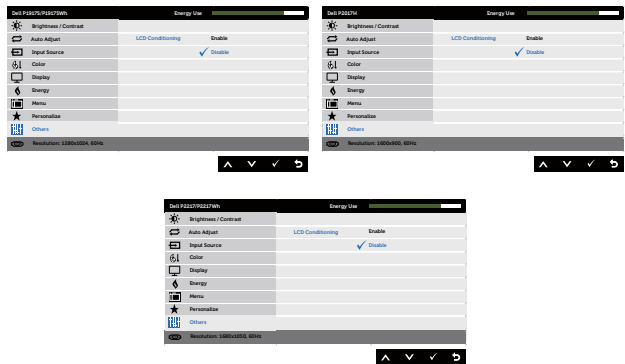 Dell P1917S/P1917SWh Energy Use
Brightness / Contrast
Auto Adjust LCD Conditioning Enable
Input Source Disable
Color
Display
Energy
Menu
Personalize
Others
Resolution: 1280x1024, 60Hz
Dell P2017H Energy Use
Brightness / Contrast
Auto Adjust LCD Conditioning Enable
Input Source Disable
Color
Display
Energy
Menu
Personalize
Others
Resolution: 1600x900, 60Hz
Dell P2217/P2217Wh Energy Use
Brightness / Contrast
Auto Adjust LCD Conditioning Enable
Input Source Disable
Color
Display
Energy
Menu
Personalize
Others
Resolution: 1680x1050, 60Hz